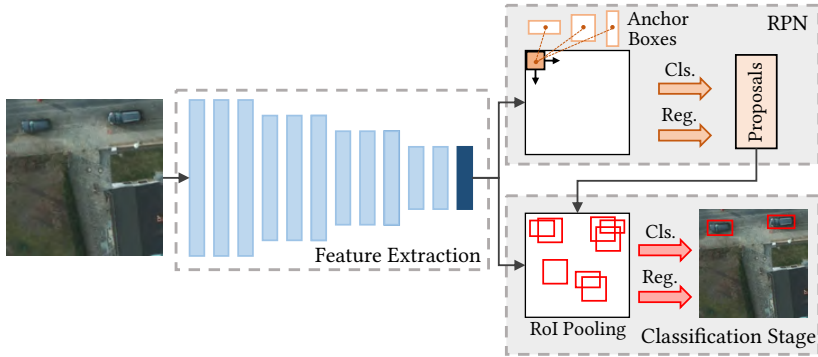 Anchor
Boxes
RPN
Cls.
Reg.
Proposals
Feature Extraction
Cls.
Reg.
RoI Pooling
Classification Stage